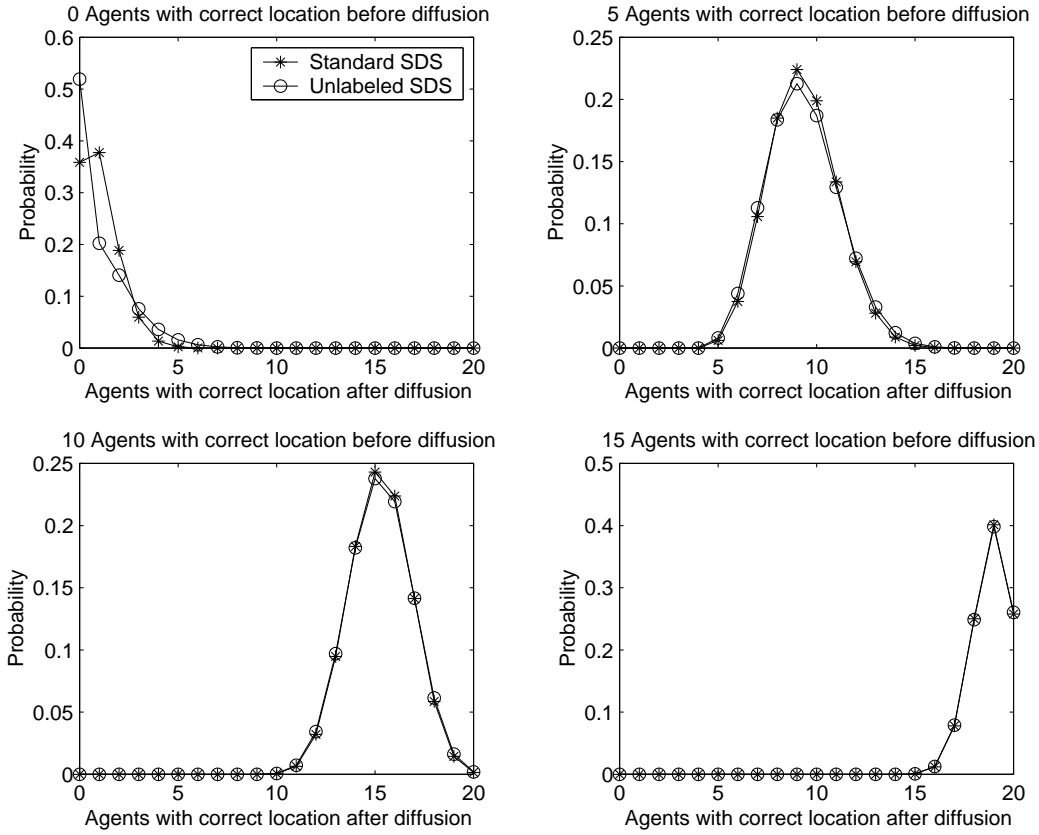 0 Agents with correct location before diffusion
0.6
0.5
0.4
0.3
0.2
0.1
0
Probability
Standard SDS
Unlabeled SDS
0 5 10 15 20
Agents with correct location after diffusion
5 Agents with correct location before diffusion
0.25
0.2
0.15
0.1
0.05
0
Probability
0 5 10 15 20
Agents with correct location after diffusion
10 Agents with correct location before diffusion
0.25
0.2
0.15
0.1
0.05
0
Probability
0 5 10 15 20
Agents with correct location after diffusion
15 Agents with correct location before diffusion
0.5
0.4
0.3
0.2
0.1
0
Probability
0 5 10 15 20
Agents with correct location after diffusion